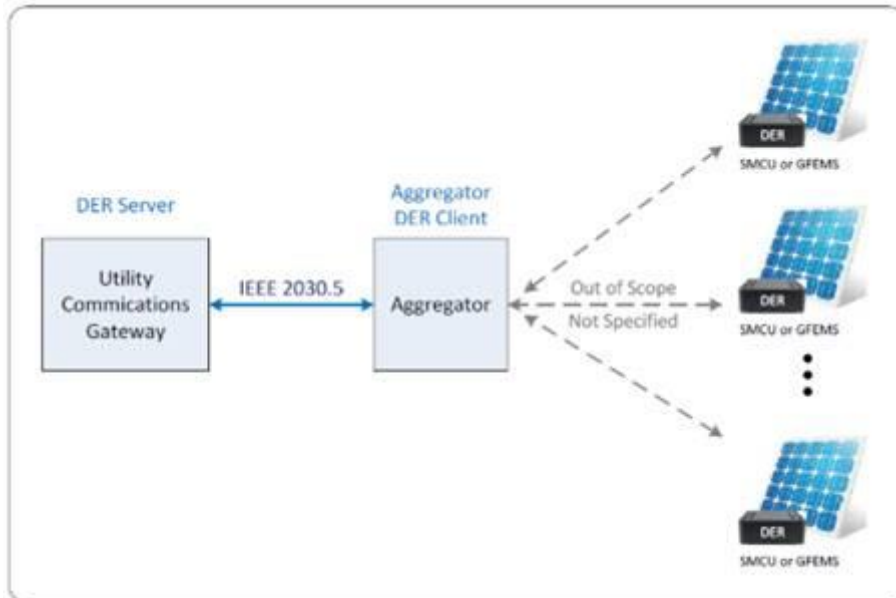 DER Server
Utility
Commications
Gateway
IEEE 2030.5
Aggregator
DER Client
Aggregator
Out of Scope
Not Specified
DER
SMCU or GFEMS
DER
SMCU or GFEMS
DER
SMCU or GFEMS